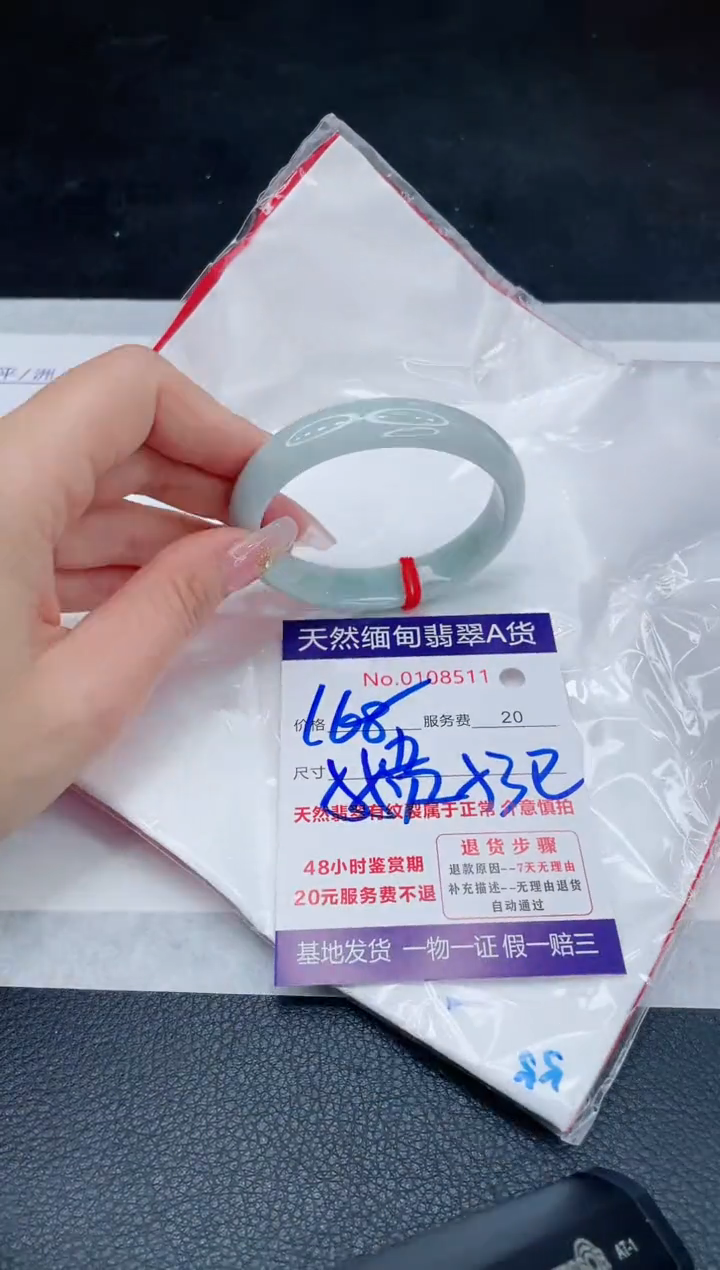 平/洲
天然缅甸翡翠A货
No.0108511
价格 168 服务费 20
尺寸
天然翡翠有纹裂属于正常 介意慎拍
48小时鉴赏期
20元服务费不退
退货步骤
退款原因--7天无理由
补充描述--无理由退货
自动通过
基地发货 一物一证 假一赔三
AT-1